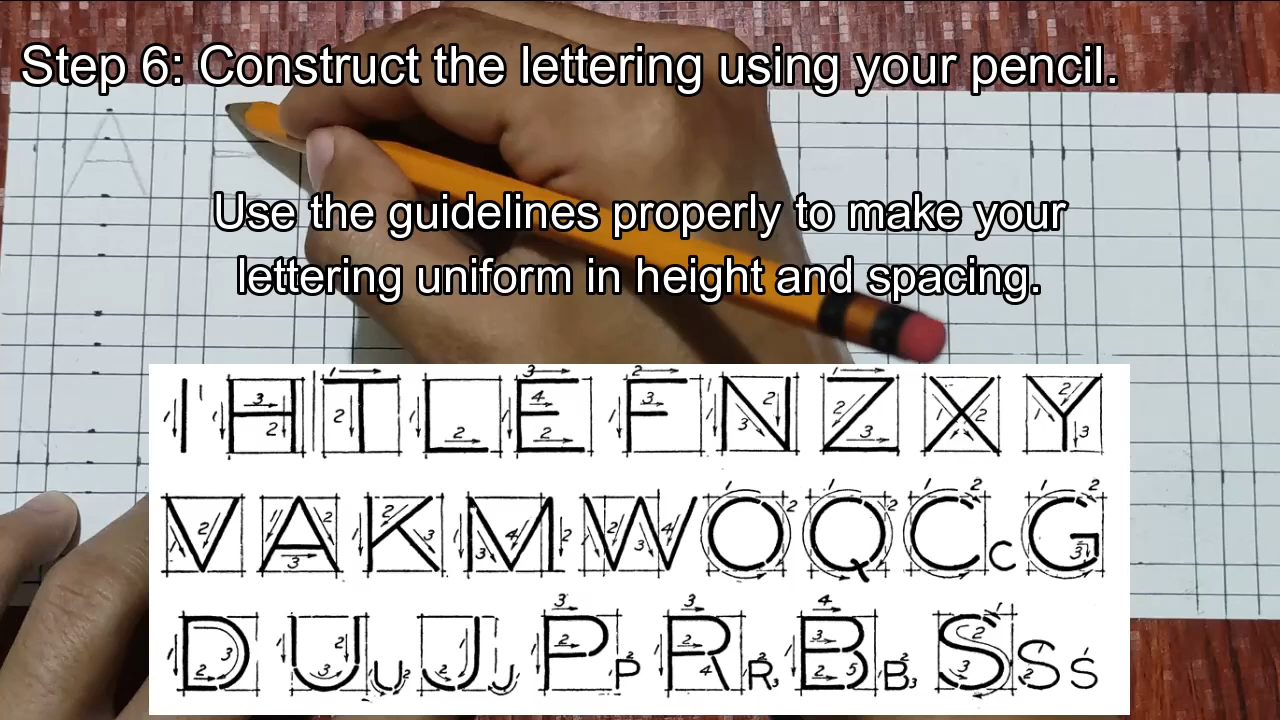 Step 6: Construct the lettering using your pencil.
A E
Use the guidelines properly to make your
lettering uniform in height and spacing.
I H T L E F N Z X Y
V A K M W O Q C C G
D U U J J P P R R B B S S S